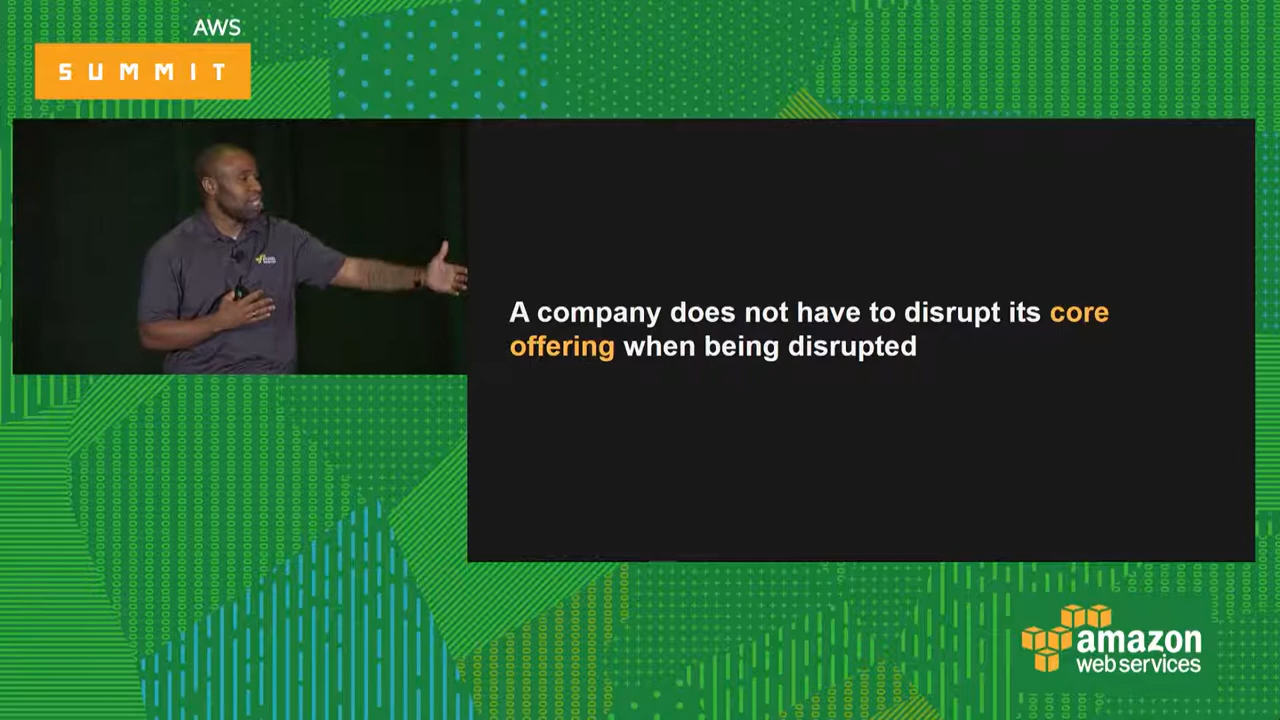 AWS
SUMMIT
A company does not have to disrupt its core
offering when being disrupted
amazon
web services